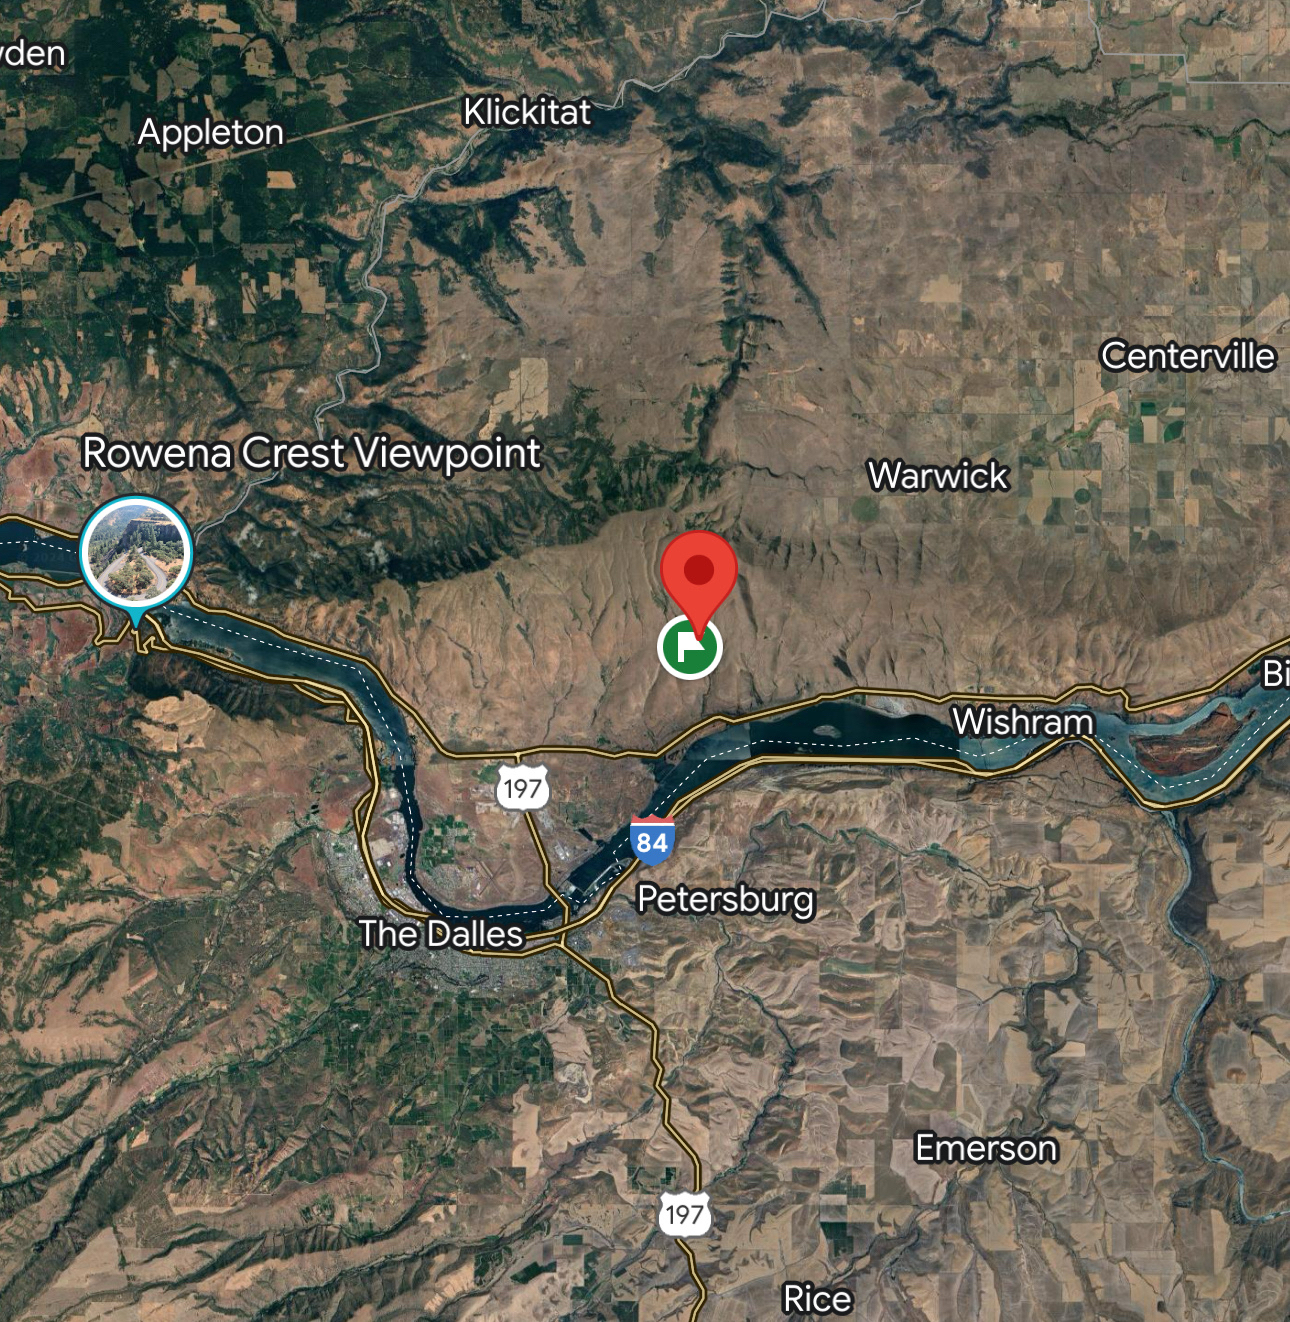 yden
Klickitat
Appleton
Centerville
Rowena Crest Viewpoint
Warwick
Bi
Wishram
197
84
Petersburg
The Dalles
Emerson
197
Rice